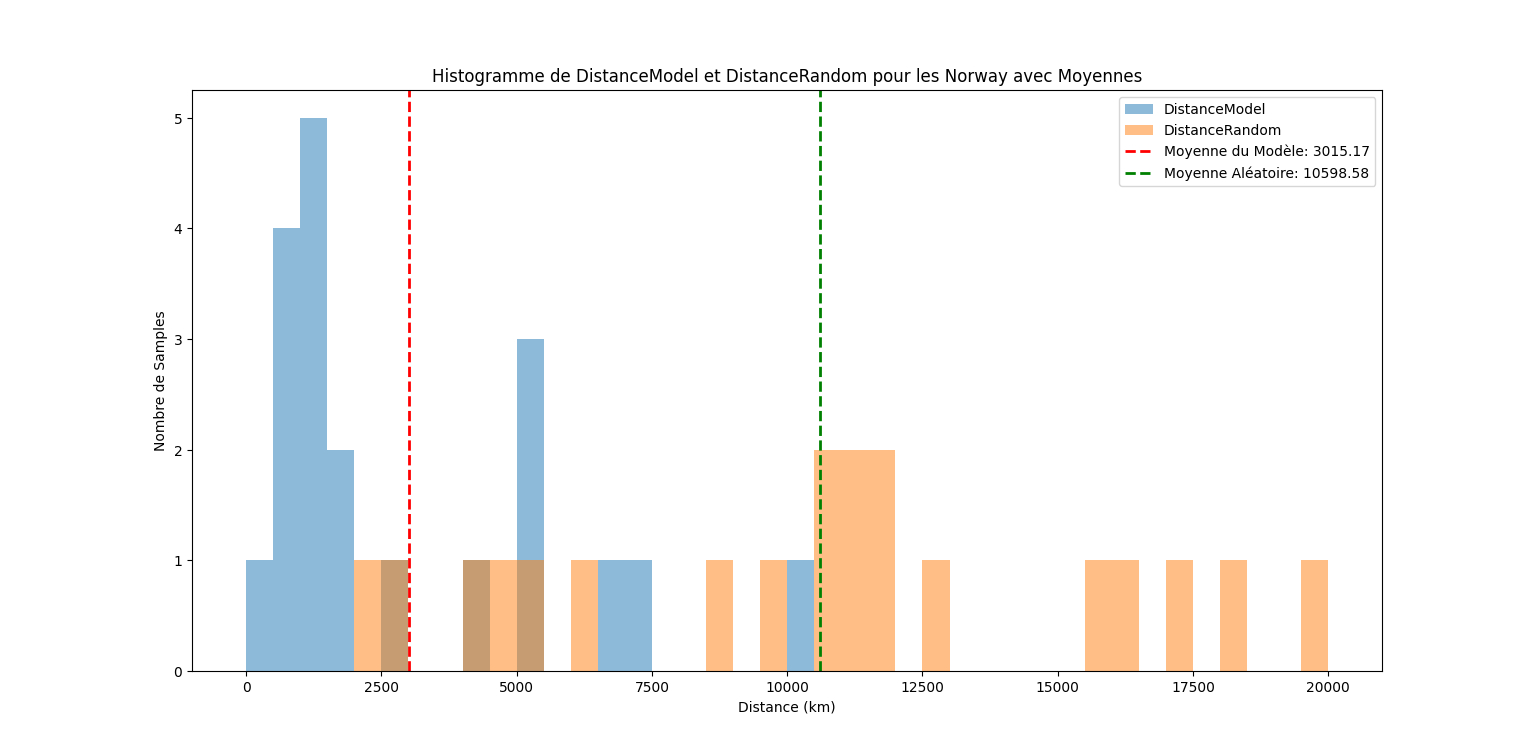 Histogramme de DistanceModel et DistanceRandom pour les Norway avec Moyennes
DistanceModel
DistanceRandom
Moyenne du Modèle: 3015.17
Moyenne Aléatoire: 10598.58
Nombre de Samples
5
4
3
2
1
0
0 2500 5000 7500 10000 12500 15000 17500 20000
Distance (km)